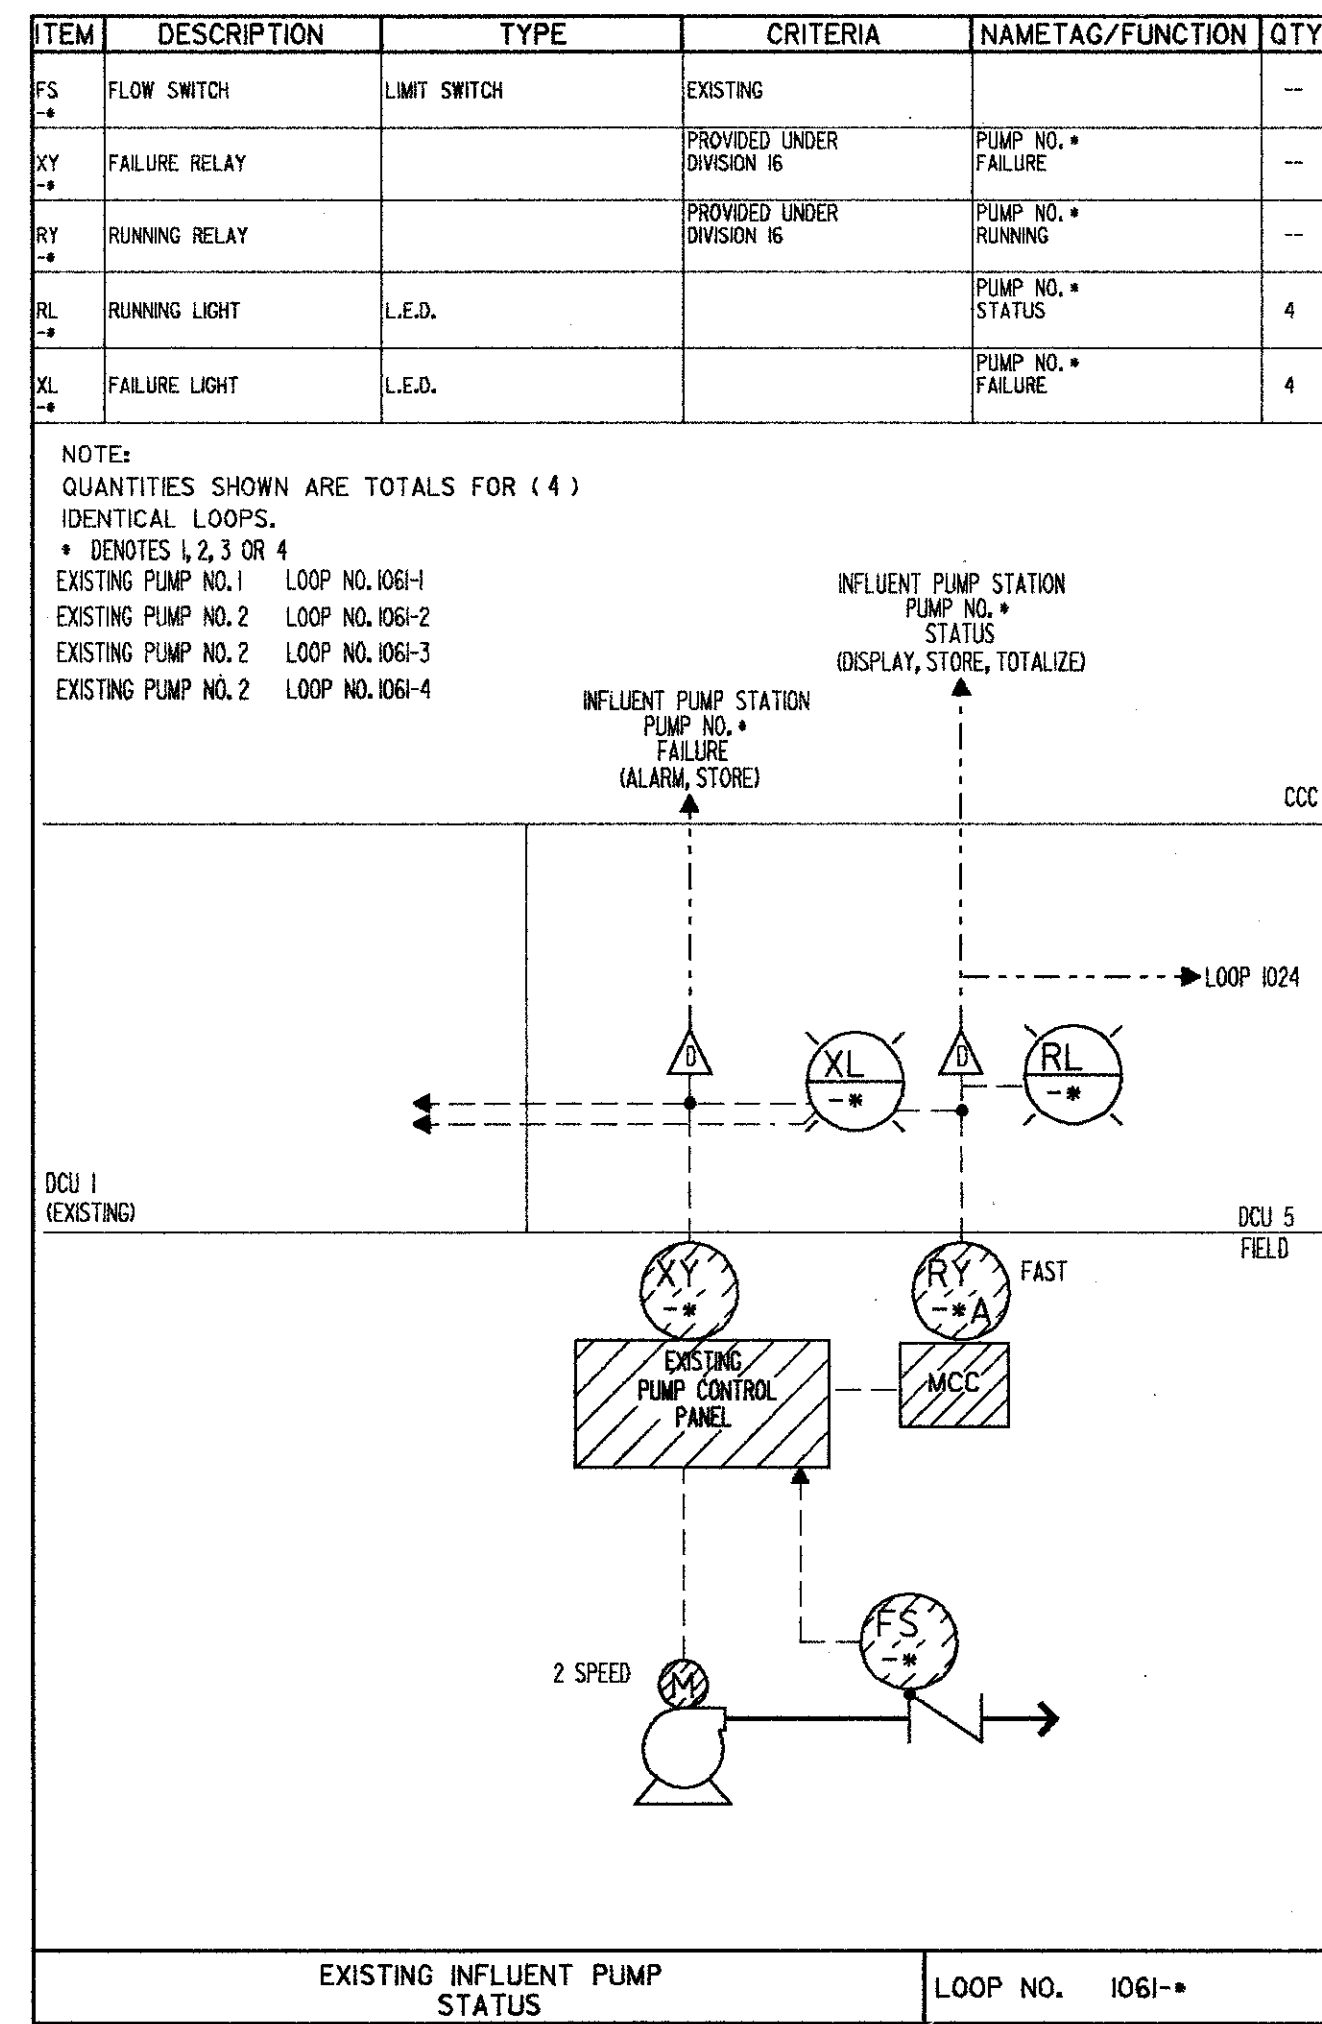 ITEM DESCRIPTION TYPE CRITERIA NAMETAG/FUNCTION QTY
FS
-* FLOW SWITCH LIMIT SWITCH EXISTING --
XY
-* FAILURE RELAY PROVIDED UNDER
DIVISION 16 PUMP NO. *
FAILURE --
RY
-* RUNNING RELAY PROVIDED UNDER
DIVISION 16 PUMP NO. *
RUNNING --
RL
-* RUNNING LIGHT L.E.D. PUMP NO. *
STATUS 4
XL
-* FAILURE LIGHT L.E.D. PUMP NO. *
FAILURE 4
NOTE:
QUANTITIES SHOWN ARE TOTALS FOR (4)
IDENTICAL LOOPS.
* DENOTES 1, 2, 3 OR 4
EXISTING PUMP NO. 1 LOOP NO. 1061-1
EXISTING PUMP NO. 2 LOOP NO. 1061-2
EXISTING PUMP NO. 2 LOOP NO. 1061-3
EXISTING PUMP NO. 2 LOOP NO. 1061-4
INFLUENT PUMP STATION
PUMP NO. *
STATUS
(DISPLAY, STORE, TOTALIZE)
INFLUENT PUMP STATION
PUMP NO. *
FAILURE
(ALARM, STORE)
CCC
LOOP 1024
D
XL
-*
D
RL
-*
DCU 1
(EXISTING)
DCU 5
FIELD
XY
-*
RY
-*A
FAST
EXISTING
PUMP CONTROL
PANEL
MCC
FS
-*
2 SPEED
M
EXISTING INFLUENT PUMP
STATUS
LOOP NO. 1061-*